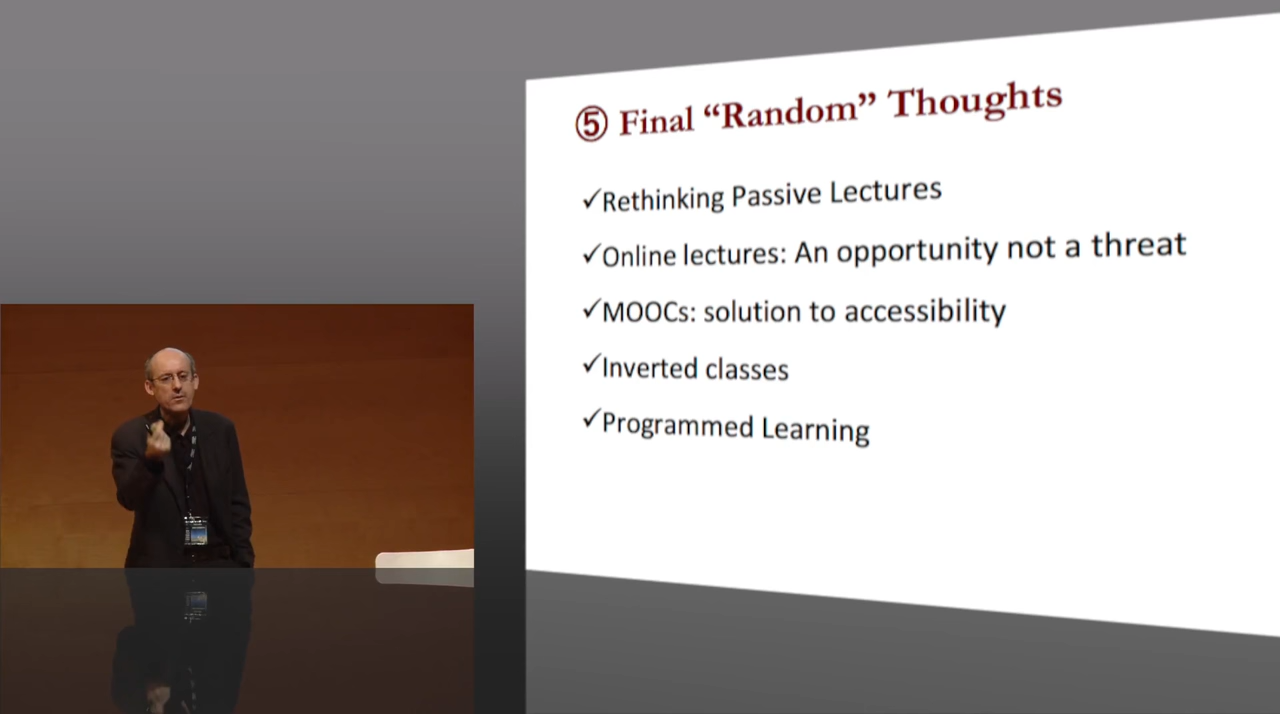 ⑤ Final “Random” Thoughts
✓Rethinking Passive Lectures
✓Online lectures: An opportunity not a threat
✓MOOCs: solution to accessibility
✓Inverted classes
✓Programmed Learning